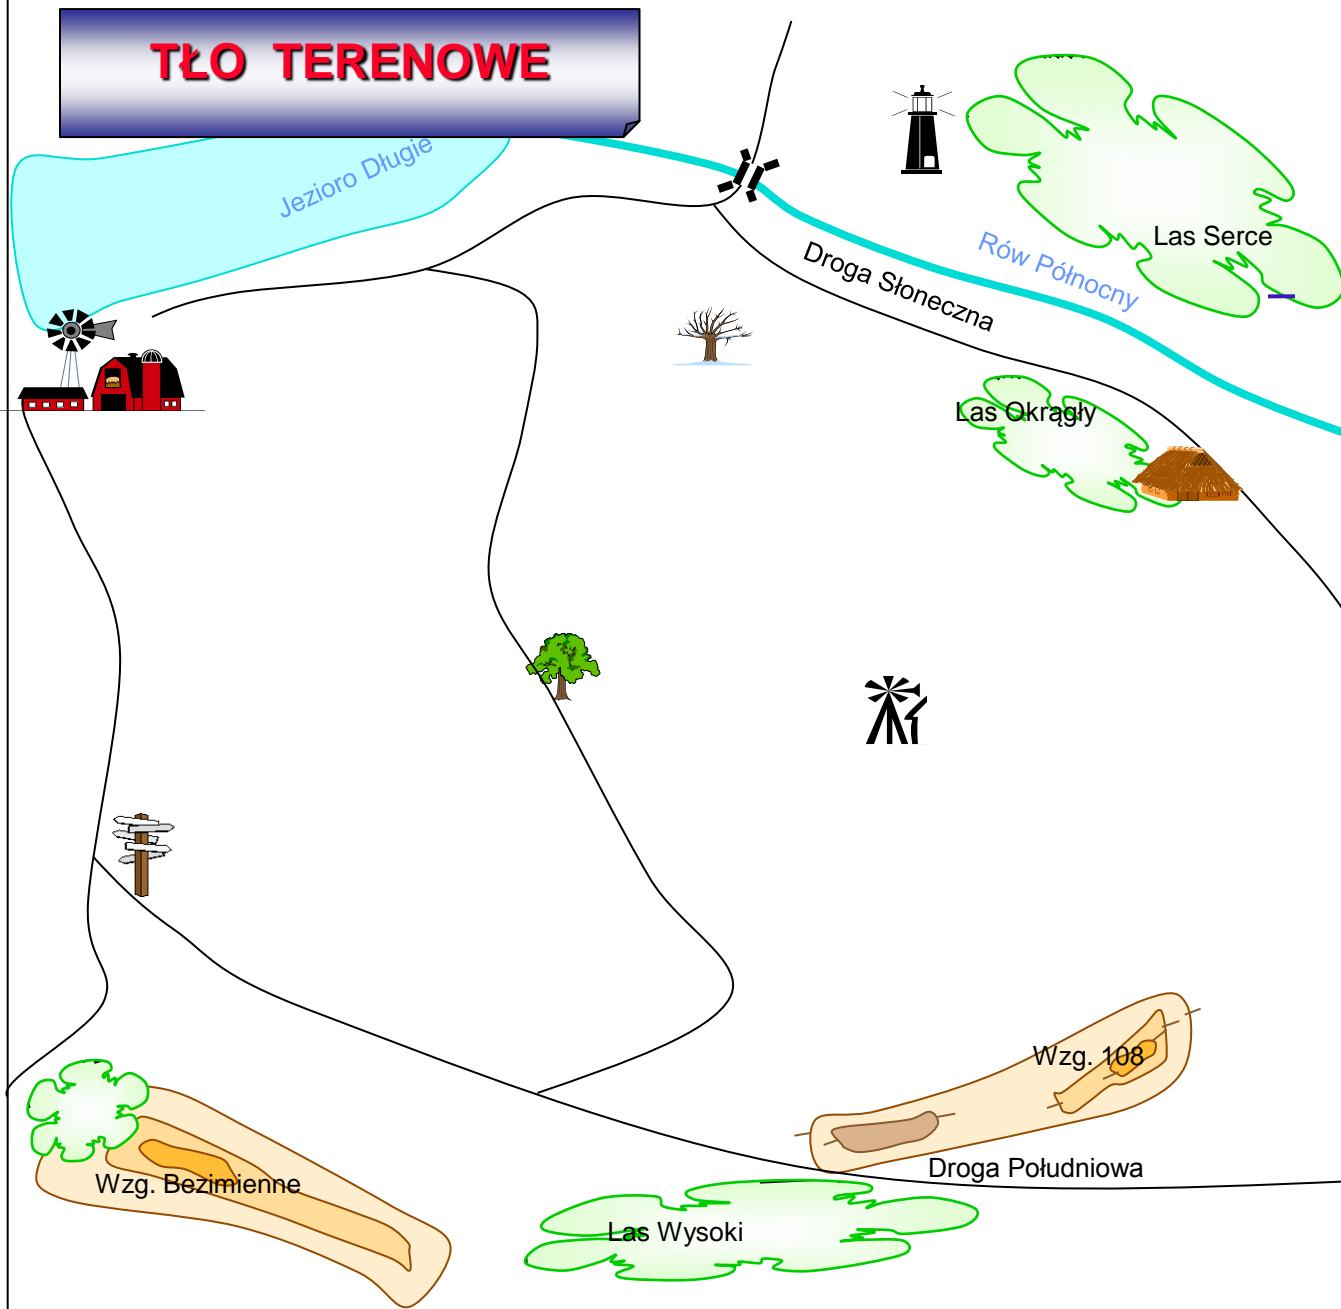 TŁO TERENOWE
Jezioro Długie
Las Serce
Rów Północny
Droga Słoneczna
Las Okrągły
Wzg. 108
Droga Południowa
Wzg. Bezimienne
Las Wysoki